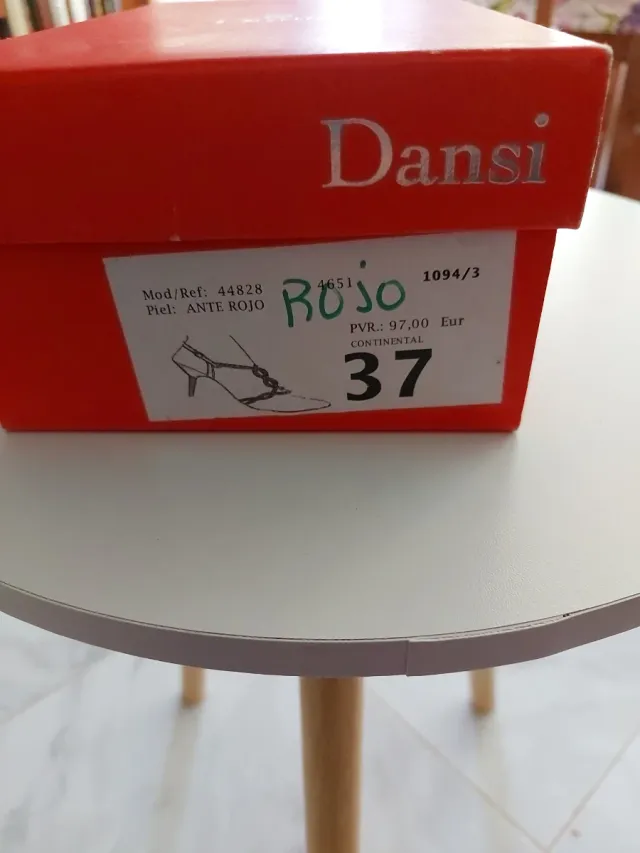 Dansi
Mod/Ref: 44828 4651 1094/3
Piel: ANTE ROJO
ROJO
PVR.: 97,00 Eur
CONTINENTAL
37